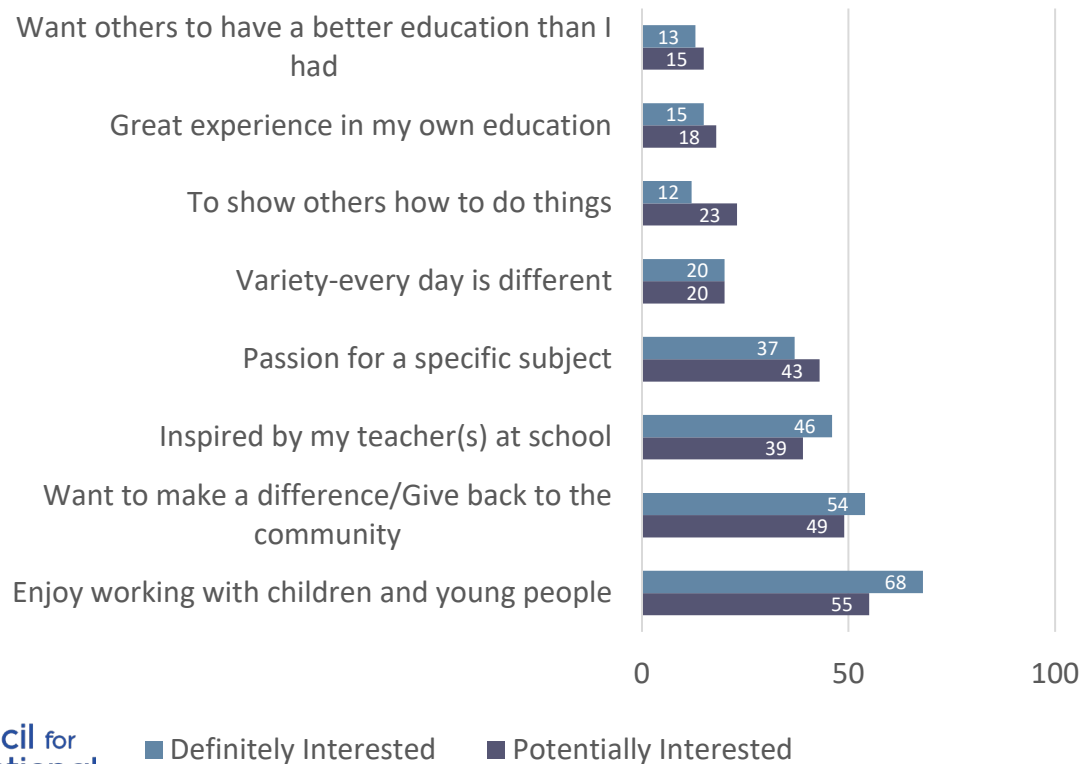 Want others to have a better education than I
had
13
15
Great experience in my own education
15
18
To show others how to do things
12
23
Variety-every day is different
20
20
Passion for a specific subject
37
43
Inspired by my teacher(s) at school
46
39
Want to make a difference/Give back to the
community
54
49
Enjoy working with children and young people
68
55
0 50 100
for
Definitely Interested Potentially Interested